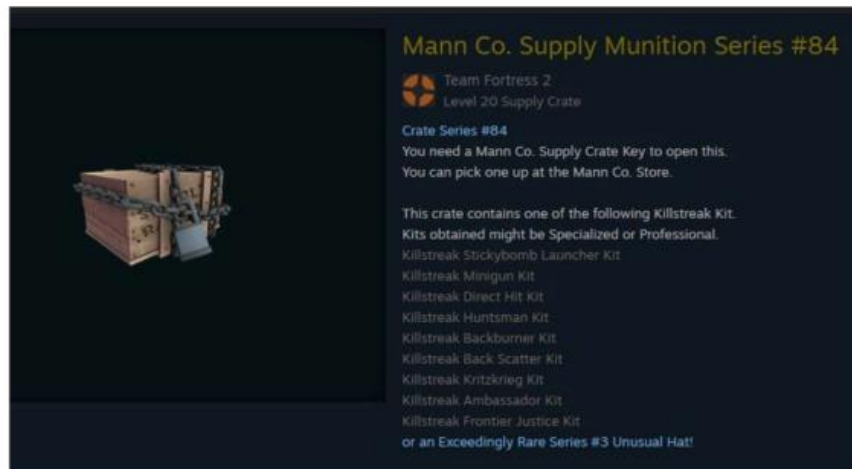 Mann Co. Supply Munition Series #84
Team Fortress 2
Level 20 Supply Crate
Crate Series #84
You need a Mann Co. Supply Crate Key to open this.
You can pick one up at the Mann Co. Store.
This crate contains one of the following Killstreak Kit.
Kits obtained might be Specialized or Professional.
Killstreak Stickybomb Launcher Kit
Killstreak Minigun Kit
Killstreak Direct Hit Kit
Killstreak Huntsman Kit
Killstreak Backburner Kit
Killstreak Back Scatter Kit
Killstreak Kritzkrieg Kit
Killstreak Ambassador Kit
Killstreak Frontier Justice Kit
or an Exceedingly Rare Series #3 Unusual Hat!